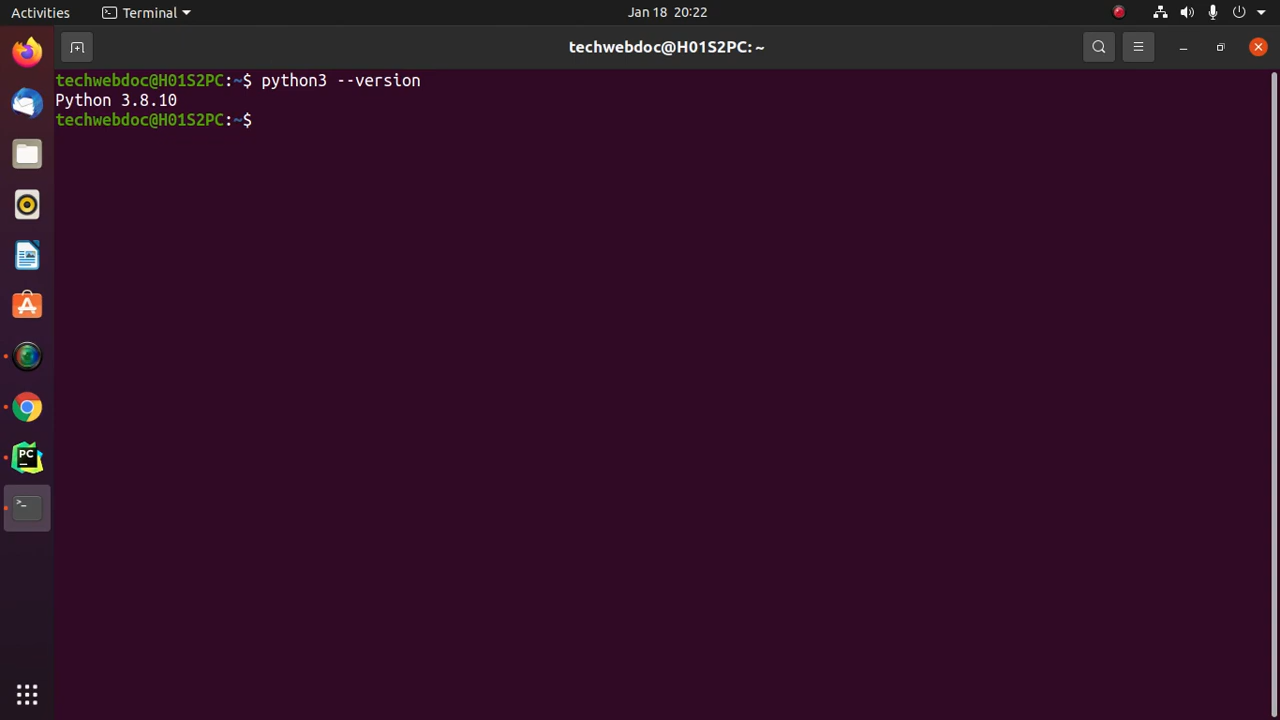 Activities
Terminal
Jan 18 20:22
techwebdoc@H01S2PC: ~
techwebdoc@H01S2PC:~$ python3 --version
Python 3.8.10
techwebdoc@H01S2PC:~$
PC
>_